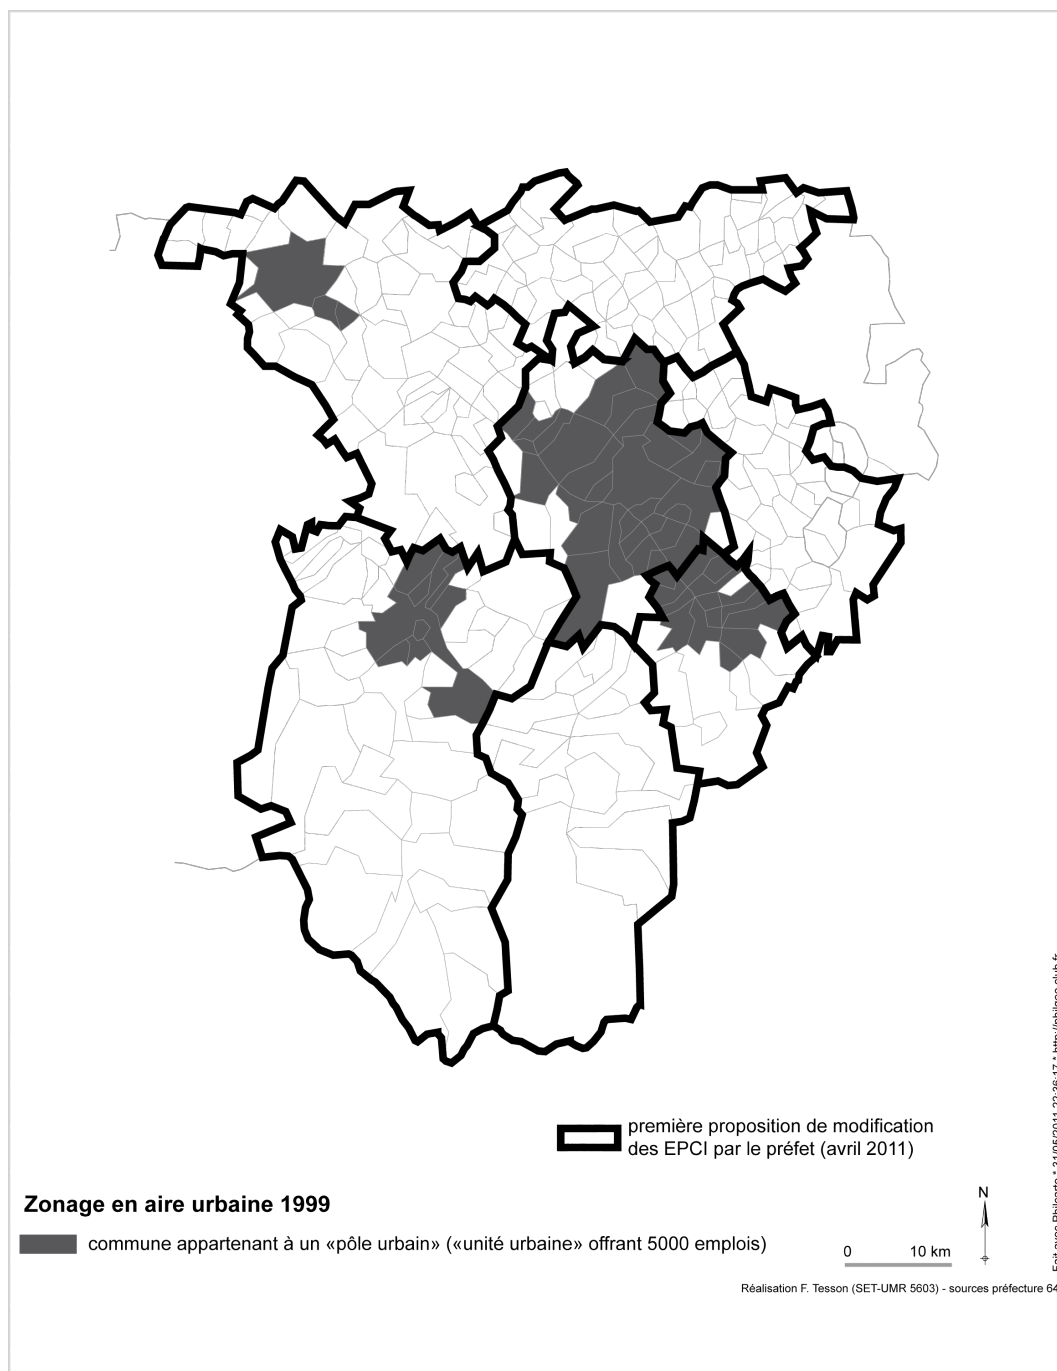 première proposition de modification
des EPCI par le préfet (avril 2011)
Zonage en aire urbaine 1999
commune appartenant à un «pôle urbain» («unité urbaine» offrant 5000 emplois)
N
0 10 km
Réalisation F. Tesson (SET-UMR 5603) - sources préfecture 64